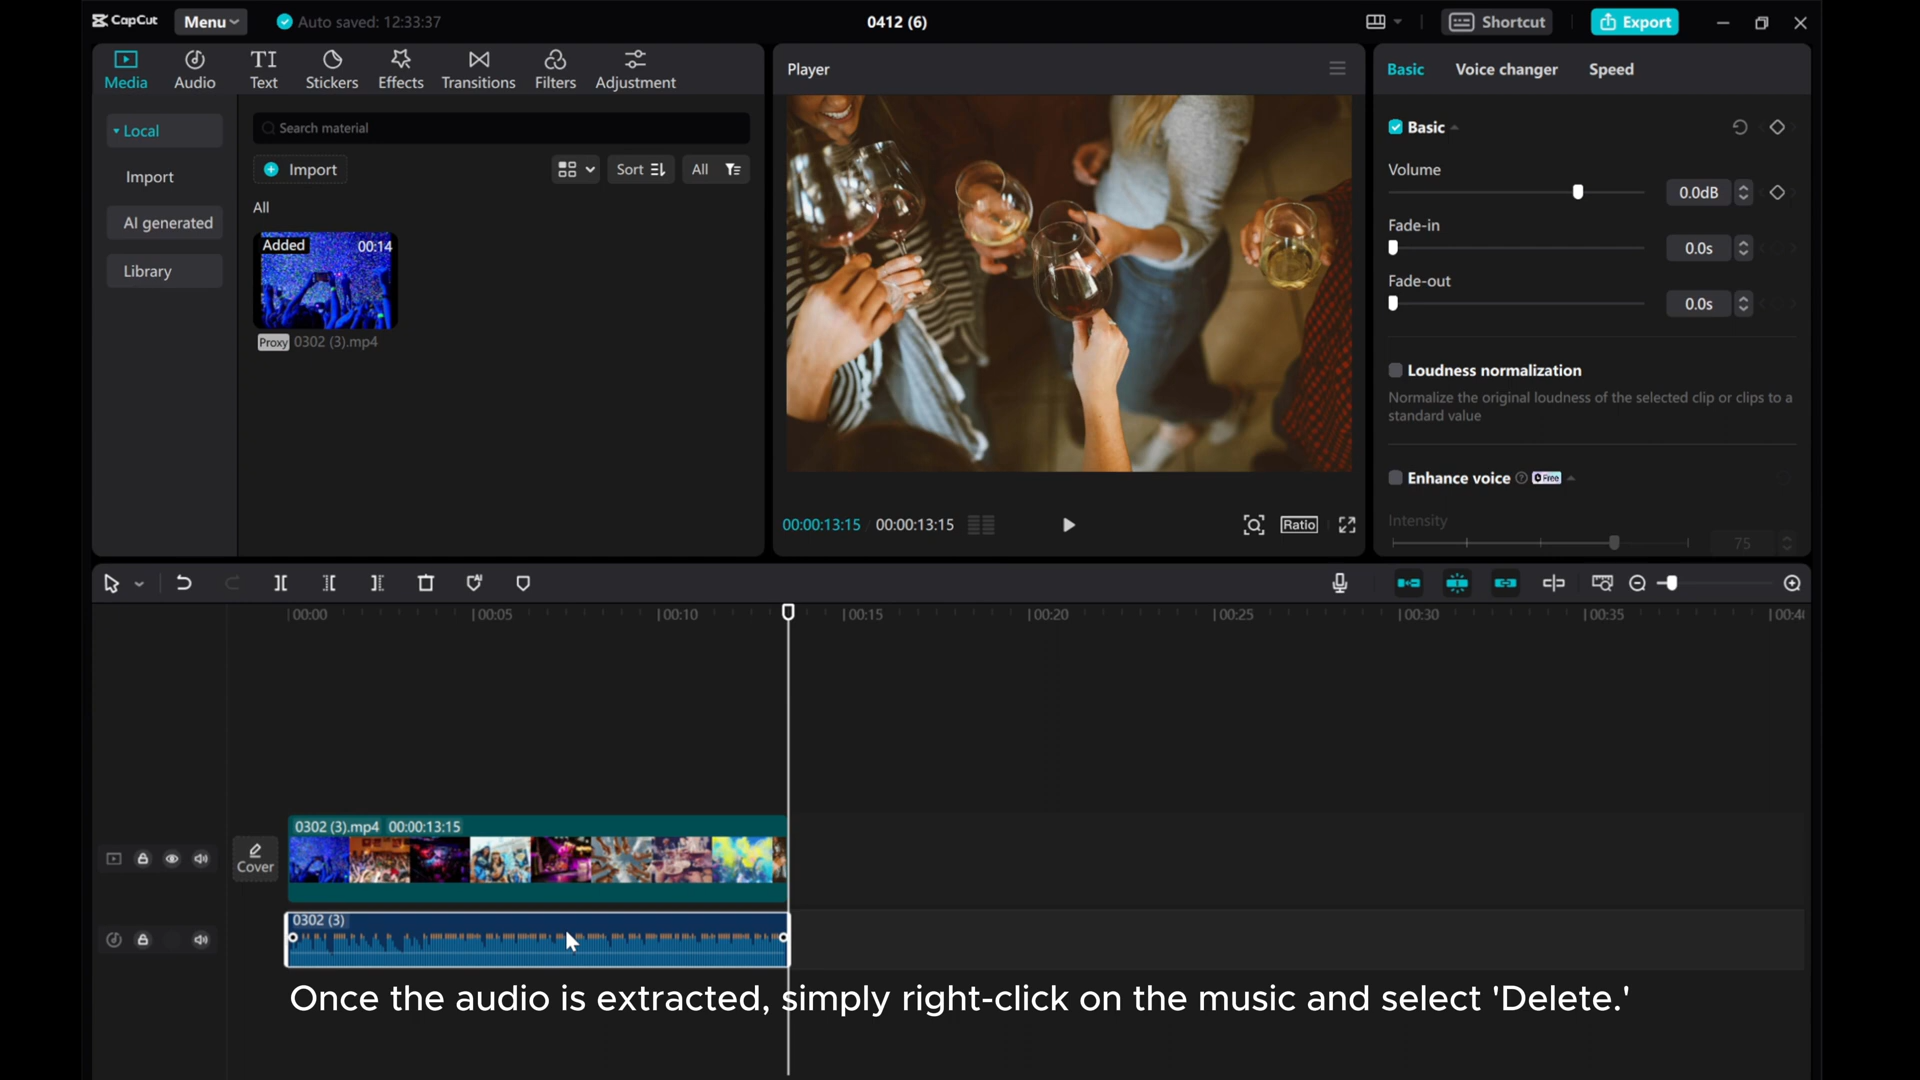 CapCut
Menu
Auto saved: 12:33:37
0412 (6)
Shortcut
Export
Media
Audio
Text
Stickers
Effects
Transitions
Filters
Adjustment
Local
Import
AI generated
Library
Search material
Import
Sort
All
All
Added
00:14
Proxy
0302 (3).mp4
Player
00:00:13:15
00:00:13:15
Ratio
Basic
Voice changer
Speed
Basic
Volume
0.0dB
Fade-in
0.0s
Fade-out
0.0s
Loudness normalization
Normalize the original loudness of the selected clip or clips to a
standard value
Enhance voice
Free
Intensity
75
00:00
00:05
00:10
00:15
00:20
00:25
00:30
00:35
00:40
0302 (3).mp4 00:00:13:15
Cover
0302 (3)
Once the audio is extracted, simply right-click on the music and select 'Delete.'